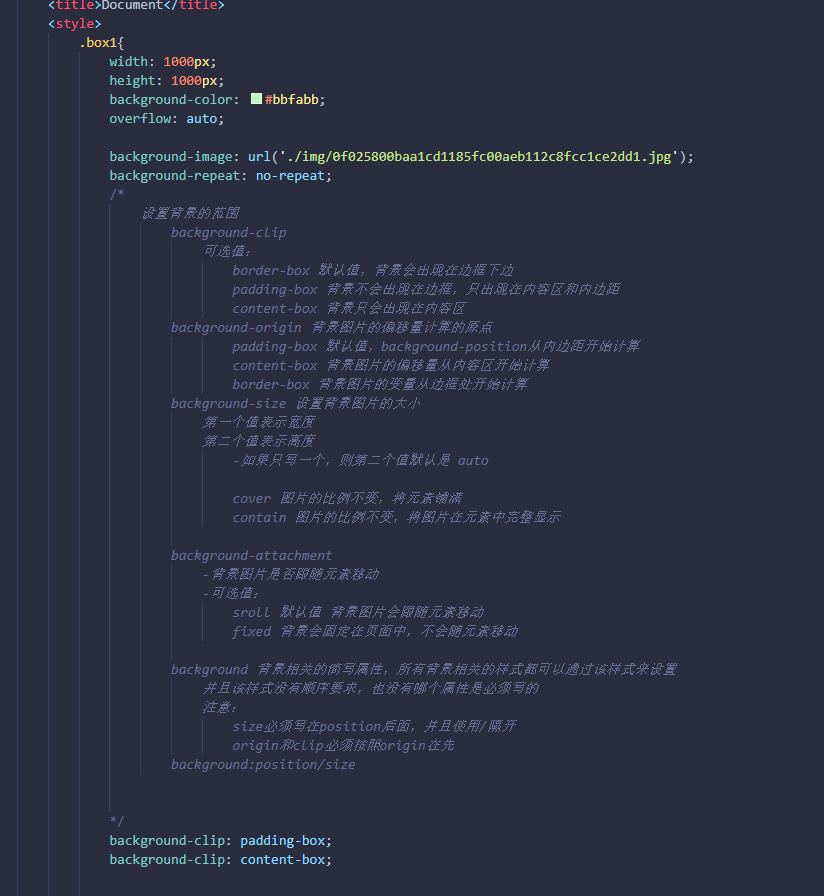 <title>Document</title>
<style>
.box1{
width: 1000px;
height: 1000px;
background-color: #bbfabb;
overflow: auto;
background-image: url('./img/0f025800baa1cd1185fc00aeb112c8fcc1ce2dd1.jpg');
background-repeat: no-repeat;
/*
设置背景的范围
background-clip
可选值：
border-box 默认值，背景会出现在边框下边
padding-box 背景不会出现在边框，只出现在内容区和内边距
content-box 背景只会出现在内容区
background-origin 背景图片的偏移量计算的原点
padding-box 默认值，background-position从内边距开始计算
content-box 背景图片的偏移量从内容区开始计算
border-box 背景图片的变量从边框处开始计算
background-size 设置背景图片的大小
第一个值表示宽度
第二个值表示高度
-如果只写一个，则第二个值默认是 auto
cover 图片的比例不变，将元素铺满
contain 图片的比例不变，将图片在元素中完整显示
background-attachment
-背景图片是否跟随元素移动
-可选值：
sroll 默认值 背景图片会跟随元素移动
fixed 背景会固定在页面中，不会随元素移动
background 背景相关的简写属性，所有背景相关的样式都可以通过该样式来设置
并且该样式没有顺序要求，也没有哪个属性是必须写的
注意：
size必须写在position后面，并且使用/隔开
origin和clip必须按照origin在先
background:position/size
*/
background-clip: padding-box;
background-clip: content-box;